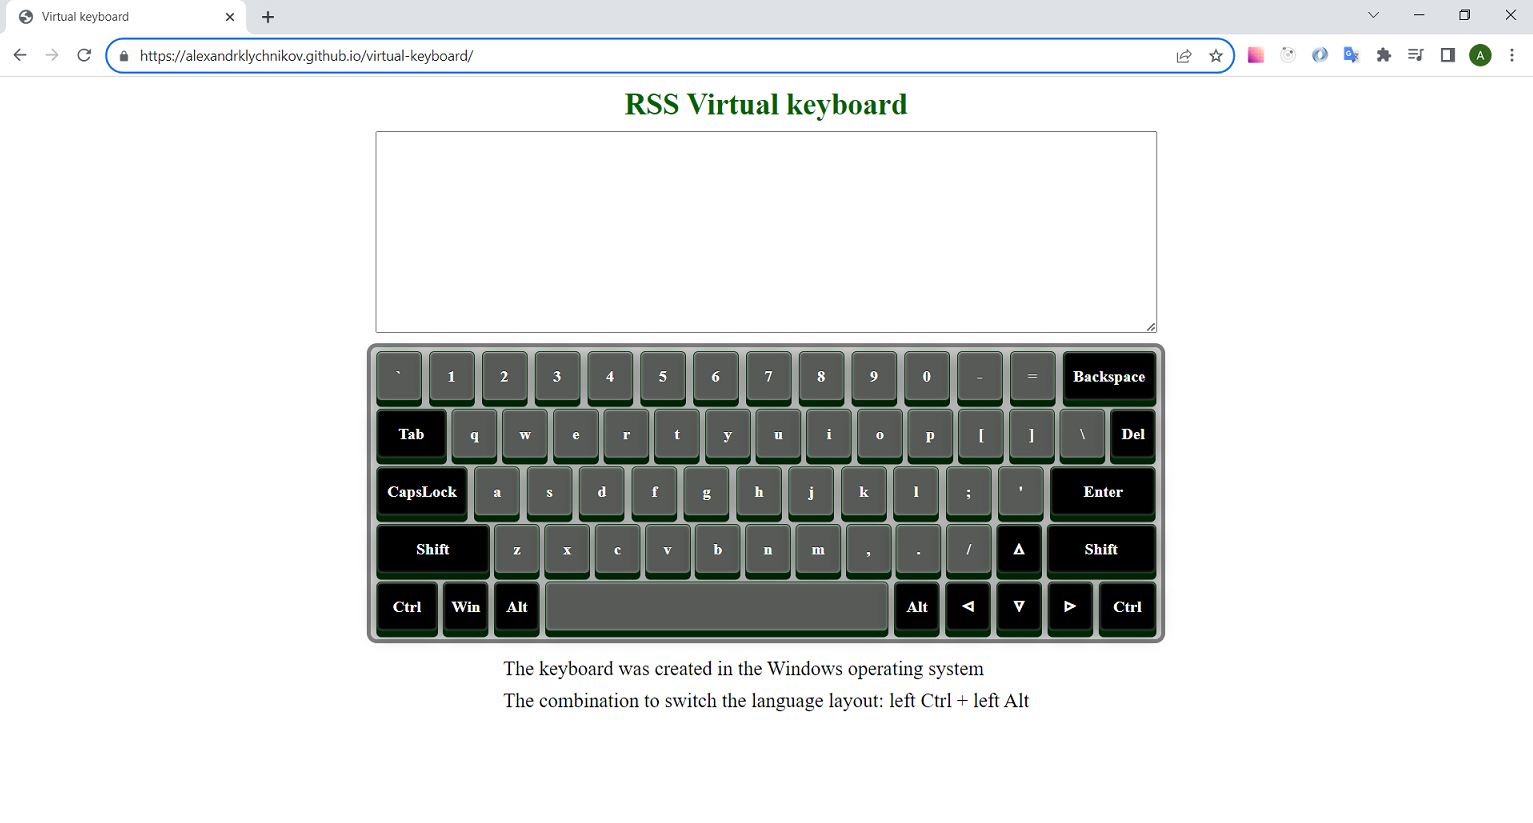 Virtual keyboard
https://alexandrklychnikov.github.io/virtual-keyboard/
A
RSS Virtual keyboard
` 1 2 3 4 5 6 7 8 9 0 - = Backspace
Tab q w e r t y u i o p [ ] \ Del
CapsLock a s d f g h j k l ; ' Enter
Shift z x c v b n m , . / Shift
Ctrl Win Alt Alt Ctrl
The keyboard was created in the Windows operating system
The combination to switch the language layout: left Ctrl + left Alt